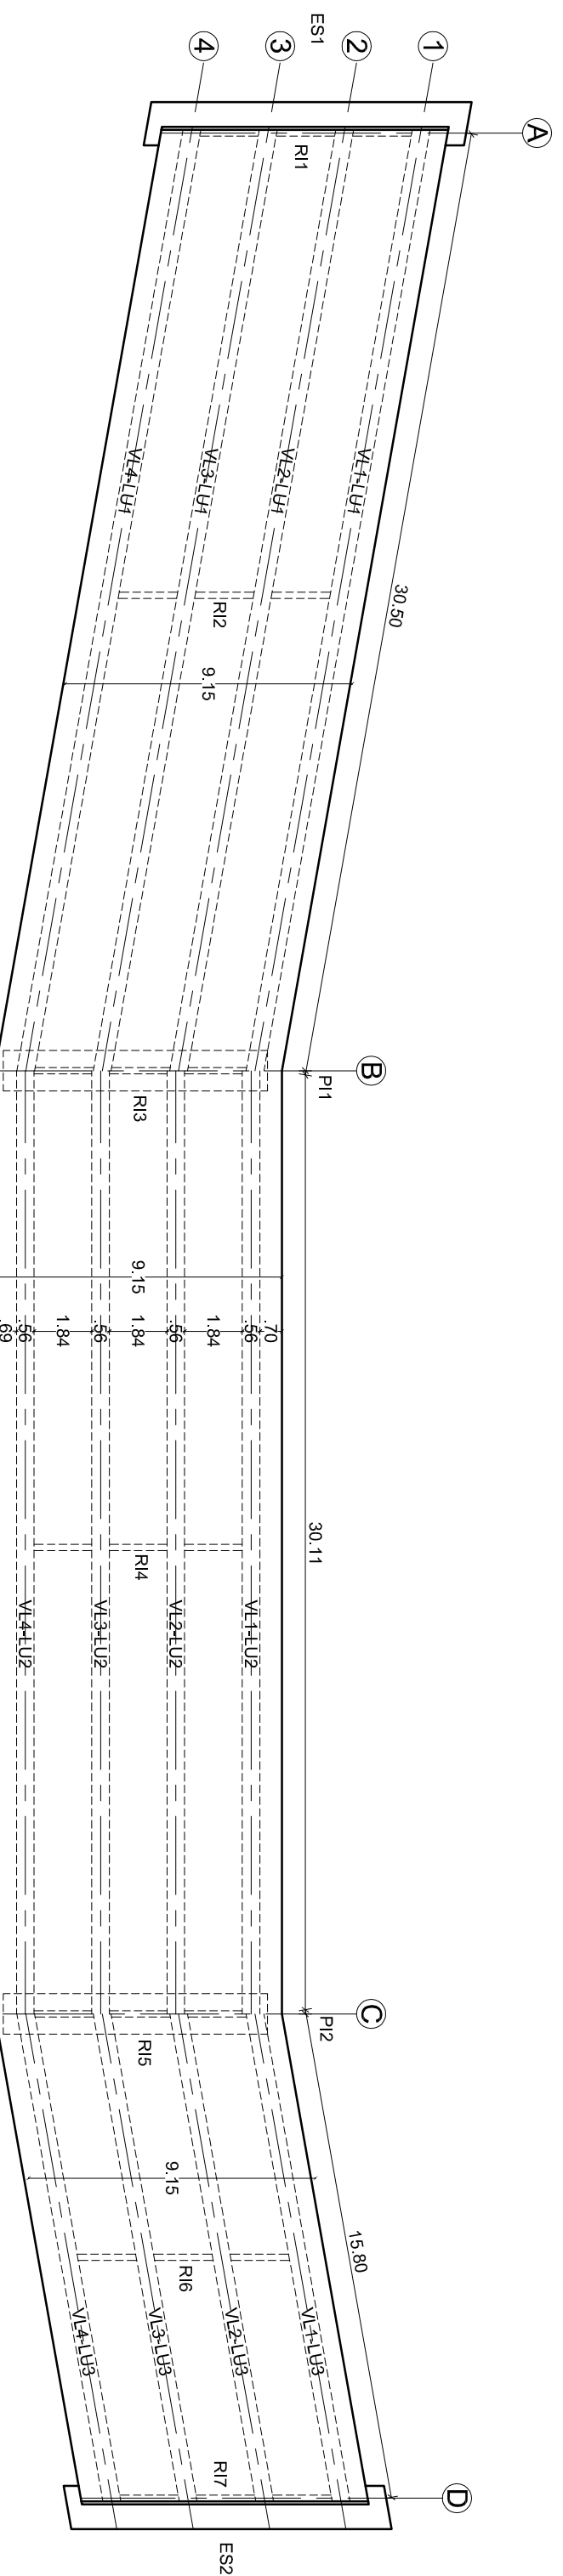 ES1
1
2
3
4
A
RI1
30.50
VL1-LU1
VL2-LU1
VL3-LU1
VL4-LU1
RI2
9.15
B
PI1
RI3
9.15
.70
.56
1.84
.56
1.84
.56
1.84
.56
.69
30.11
RI4
VL1-LU2
VL2-LU2
VL3-LU2
VL4-LU2
C
PI2
RI5
9.15
15.80
RI6
VL1-LU3
VL2-LU3
VL3-LU3
VL4-LU3
RI7
D
ES2